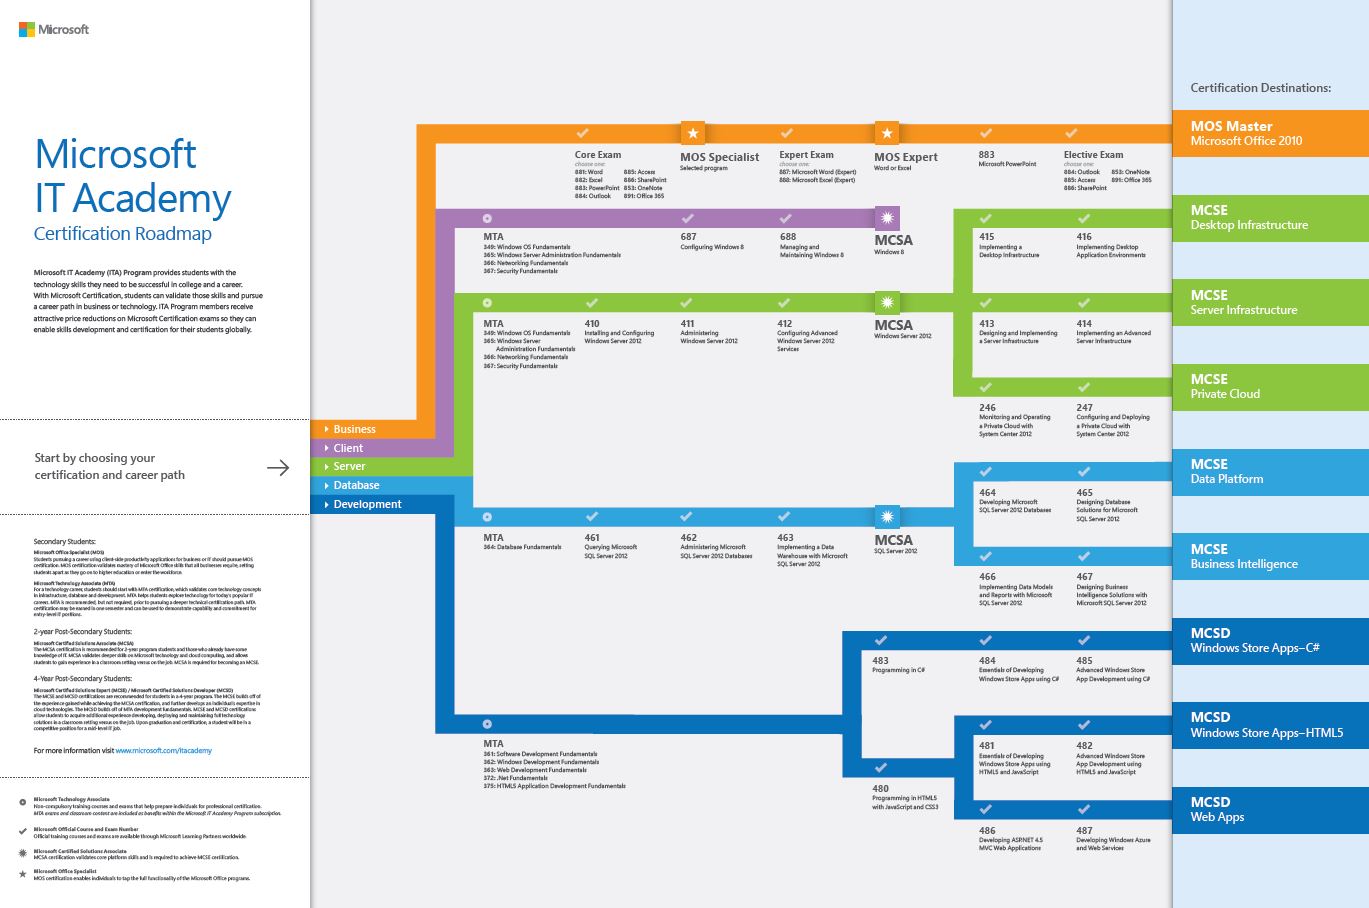 Microsoft
Microsoft
IT Academy
Certification Roadmap
Microsoft IT Academy (ITA) Program provides students with the
technology skills they need to be successful in college and a career.
With Microsoft Certification, students can validate those skills and pursue
a career path in business or technology. ITA Program members receive
attractive price reductions on Microsoft Certification exams so they can
enable skills development and certification for their students globally.
Start by choosing your
certification and career path
Secondary Students:
Microsoft Office Specialist (MOS)
Students pursuing a career using client-side productivity applications for business or IT should pursue MOS
certification. MOS certification validates mastery of Microsoft Office skills that all businesses require, setting
students apart as they go on to higher education or enter the workforce.
Microsoft Technology Associate (MTA)
For a technology career, students should start with MTA certification, which validates core technology concepts
in infrastructure, database and development. MTA helps students explore technology for today's popular IT
careers. MTA is recommended, but not required, prior to pursuing a deeper technical certification path. MTA
certification may be earned in one semester and can be used to demonstrate capability and commitment for
entry-level IT positions.
2-year Post-Secondary Students:
Microsoft Certified Solutions Associate (MCSA)
The MCSA certification is recommended for 2-year program students and those who already have some
knowledge of IT. MCSA validates deeper skills on Microsoft technology and cloud computing, and allows
students to gain experience in a classroom setting versus on the job. MCSA is required for becoming an MCSE.
4-Year Post-Secondary Students:
Microsoft Certified Solutions Expert (MCSE) / Microsoft Certified Solutions Developer (MCSD)
The MCSE and MCSD certifications are recommended for students in a 4-year program. The MCSE builds off of
the experience gained while achieving the MCSA certification, and further develops an individual's expertise in
cloud technologies. The MCSD builds off of MTA development fundamentals. MCSE and MCSD certifications
allow students to acquire additional experience developing, deploying and maintaining full technology
solutions in a classroom setting versus on the job. Upon graduation and certification, a student will be in a
competitive position for a mid-level IT job.
For more information visit www.microsoft.com/itacademy
Microsoft Technology Associate
Non-compulsory training courses and exams that help prepare individuals for professional certification.
MTA exams and classroom content are included as benefits within the Microsoft IT Academy Program subscription.
Microsoft Official Course and Exam Number
Official training courses and exams are available through Microsoft Learning Partners worldwide.
Microsoft Certified Solutions Associate
MCSA certification validates core platform skills and is required to achieve MCSE certification.
Microsoft Office Specialist
MOS certification enables individuals to tap the full functionality of the Microsoft Office programs.
Business
Client
Server
Database
Development
Core Exam
choose one:
881: Word 885: Access
882: Excel 886: SharePoint
883: PowerPoint 853: OneNote
884: Outlook 891: Office 365
MOS Specialist
Selected program
Expert Exam
choose one:
887: Microsoft Word (Expert)
888: Microsoft Excel (Expert)
MOS Expert
Word or Excel
883
Microsoft PowerPoint
Elective Exam
choose one:
884: Outlook 853: OneNote
885: Access 891: Office 365
886: SharePoint
MTA
349: Windows OS Fundamentals
365: Windows Server Administration Fundamentals
366: Networking Fundamentals
367: Security Fundamentals
687
Configuring Windows 8
688
Managing and
Maintaining Windows 8
MCSA
Windows 8
415
Implementing a
Desktop Infrastructure
416
Implementing Desktop
Application Environments
MTA
349: Windows OS Fundamentals
365: Windows Server
Administration Fundamentals
366: Networking Fundamentals
367: Security Fundamentals
410
Installing and Configuring
Windows Server 2012
411
Administering
Windows Server 2012
412
Configuring Advanced
Windows Server 2012
Services
MCSA
Windows Server 2012
413
Designing and Implementing
a Server Infrastructure
414
Implementing an Advanced
Server Infrastructure
246
Monitoring and Operating
a Private Cloud with
System Center 2012
247
Configuring and Deploying
a Private Cloud with
System Center 2012
MTA
364: Database Fundamentals
461
Querying Microsoft
SQL Server 2012
462
Administering Microsoft
SQL Server 2012 Databases
463
Implementing a Data
Warehouse with Microsoft
SQL Server 2012
MCSA
SQL Server 2012
464
Developing Microsoft
SQL Server 2012 Databases
465
Designing Database
Solutions for Microsoft
SQL Server 2012
466
Implementing Data Models
and Reports with Microsoft
SQL Server 2012
467
Designing Business
Intelligence Solutions with
Microsoft SQL Server 2012
MTA
361: Software Development Fundamentals
362: Windows Development Fundamentals
363: Web Development Fundamentals
372: .Net Fundamentals
375: HTML5 Application Development Fundamentals
483
Programming in C#
484
Essentials of Developing
Windows Store Apps using C#
485
Advanced Windows Store
App Development using C#
480
Programming in HTML5
with JavaScript and CSS3
481
Essentials of Developing
Windows Store Apps using
HTML5 and JavaScript
482
Advanced Windows Store
App Development using
HTML5 and JavaScript
486
Developing ASP.NET 4.5
MVC Web Applications
487
Developing Windows Azure
and Web Services
Certification Destinations:
MOS Master
Microsoft Office 2010
MCSE
Desktop Infrastructure
MCSE
Server Infrastructure
MCSE
Private Cloud
MCSE
Data Platform
MCSE
Business Intelligence
MCSD
Windows Store Apps–C#
MCSD
Windows Store Apps–HTML5
MCSD
Web Apps